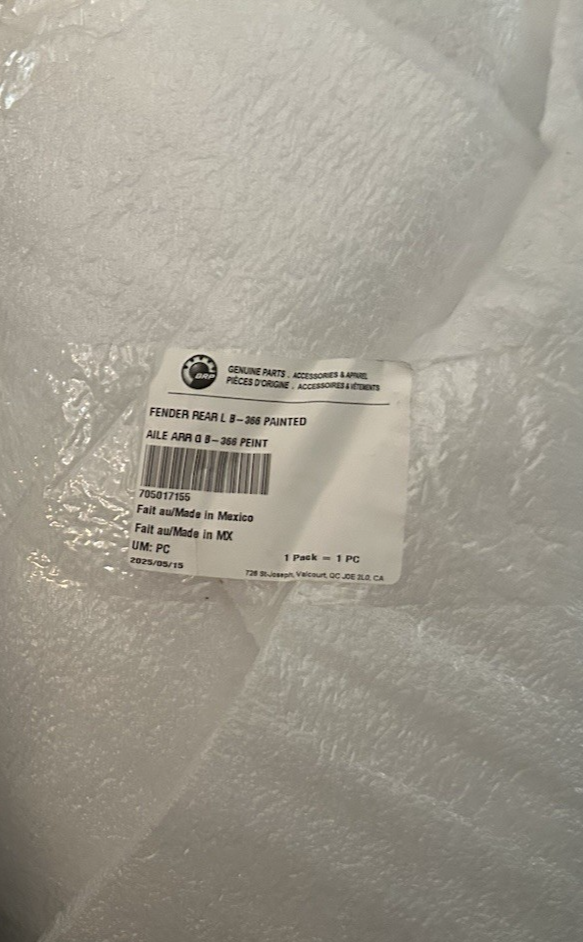 BRP
GENUINE PARTS . ACCESSORIES & APPAREL
PIÈCES D'ORIGINE . ACCESSOIRES & VÊTEMENTS
FENDER REAR L B-366 PAINTED
AILE ARR G B-366 PEINT
705017155
Fait au/Made in Mexico
Fait au/Made in MX
UM: PC
1 Pack = 1 PC
2025/05/15
726 St-Joseph, Valcourt, QC J0E 2L0, CA